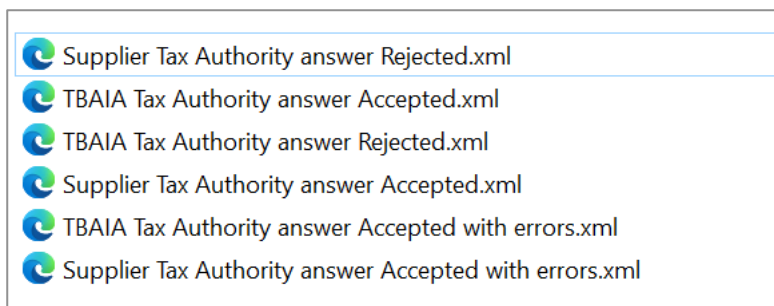 Supplier Tax Authority answer Rejected.xml
TBAIA Tax Authority answer Accepted.xml
TBAIA Tax Authority answer Rejected.xml
Supplier Tax Authority answer Accepted.xml
TBAIA Tax Authority answer Accepted with errors.xml
Supplier Tax Authority answer Accepted with errors.xml